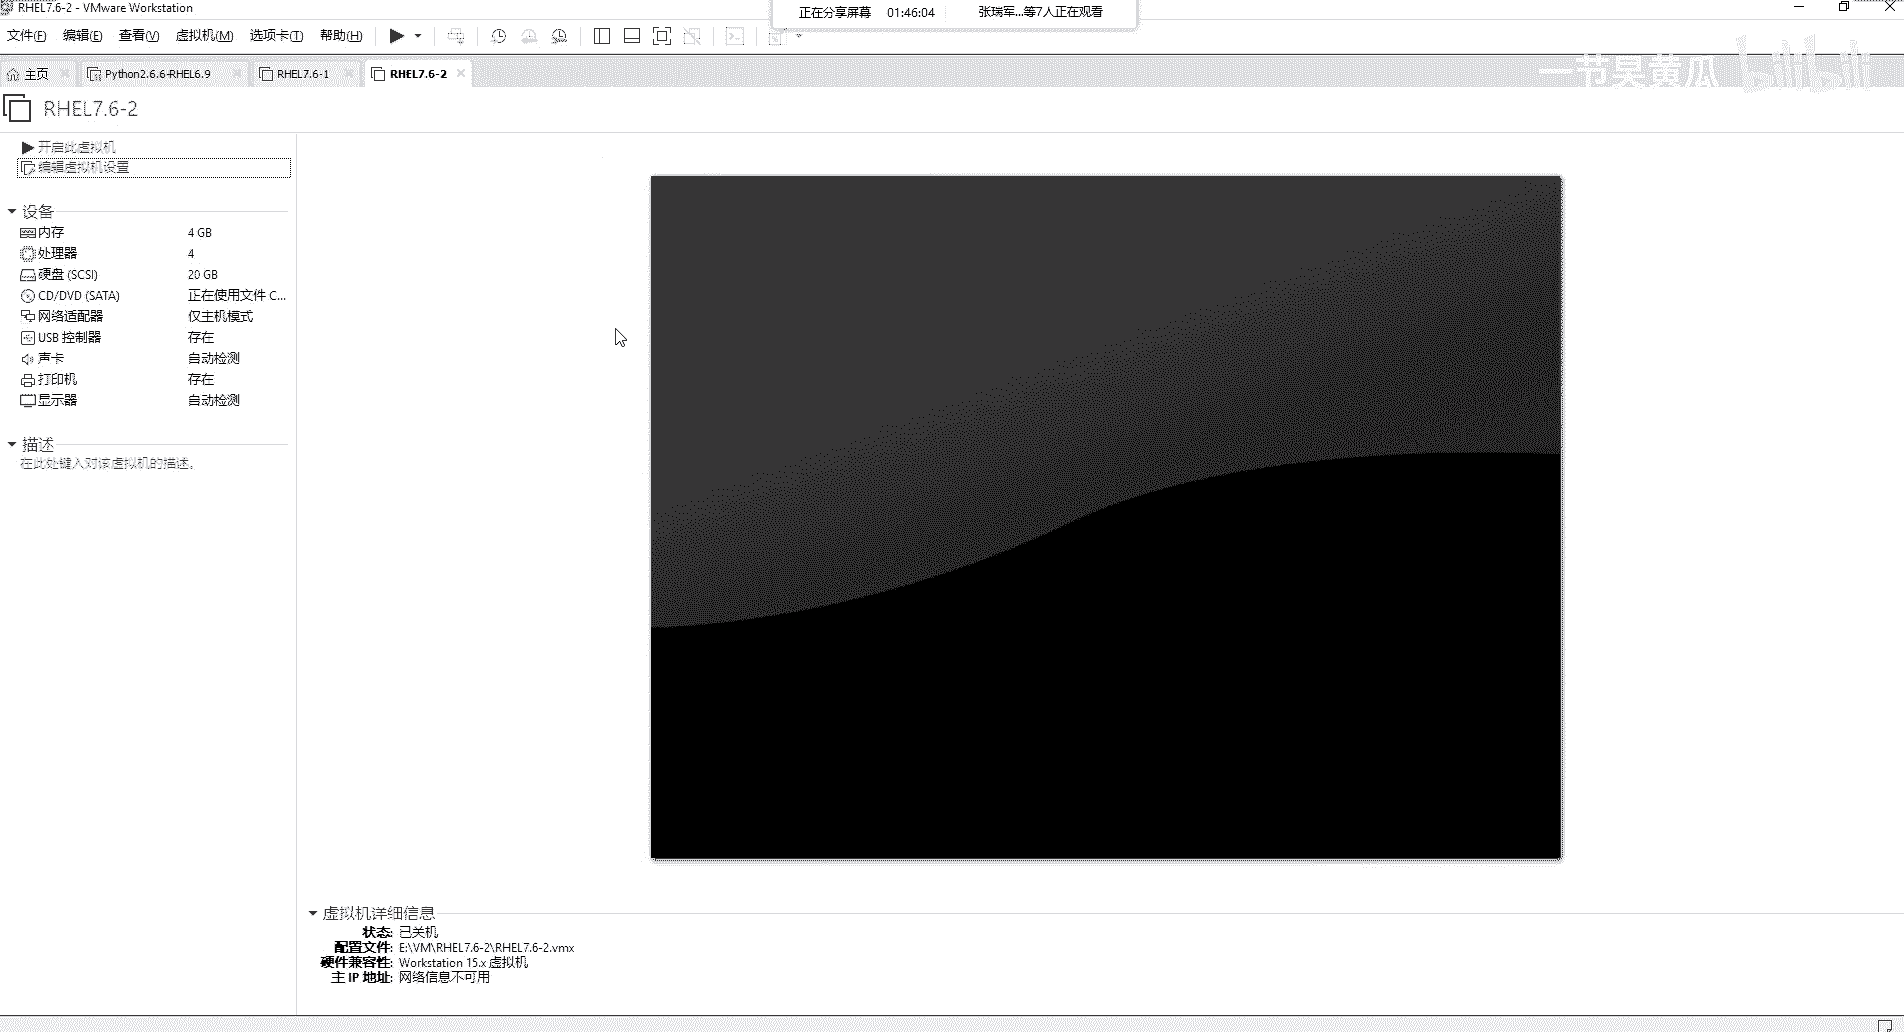 RHEL7.6-2 - VMware Workstation
正在分享屏幕 01:46:04 张瑞军...等7人正在观看
文件(F) 编辑(E) 查看(V) 虚拟机(M) 选项卡(T) 帮助(H)
主页 Python2.6.6-RHEL6.9 RHEL7.6-1 RHEL7.6-2
一节臭黄瓜 bilibili
RHEL7.6-2
开启此虚拟机
编辑虚拟机设置
设备
内存 4 GB
处理器 4
硬盘 (SCSI) 20 GB
CD/DVD (SATA) 正在使用文件 C...
网络适配器 仅主机模式
USB 控制器 存在
声卡 自动检测
打印机 存在
显示器 自动检测
描述
在此处键入对该虚拟机的描述。
虚拟机详细信息
状态: 已关机
配置文件: E:\VM\RHEL7.6-2\RHEL7.6-2.vmx
硬件兼容性: Workstation 15.x 虚拟机
主 IP 地址: 网络信息不可用